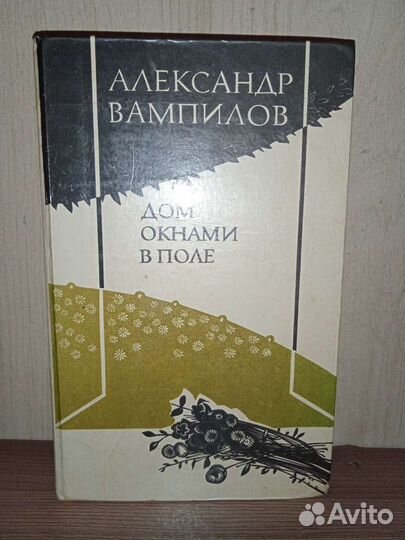 АЛЕКСАНДР
ВАМПИЛОВ
ДОМ
ОКНАМИ
В ПОЛЕ
Avito